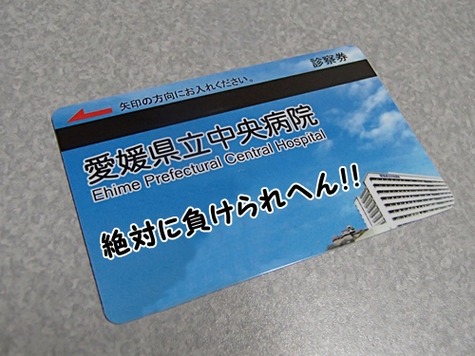 診察券
矢印の方向にお入れください。
愛媛県立中央病院
Ehime Prefectural Central Hospital
絶対に負けられへん!!